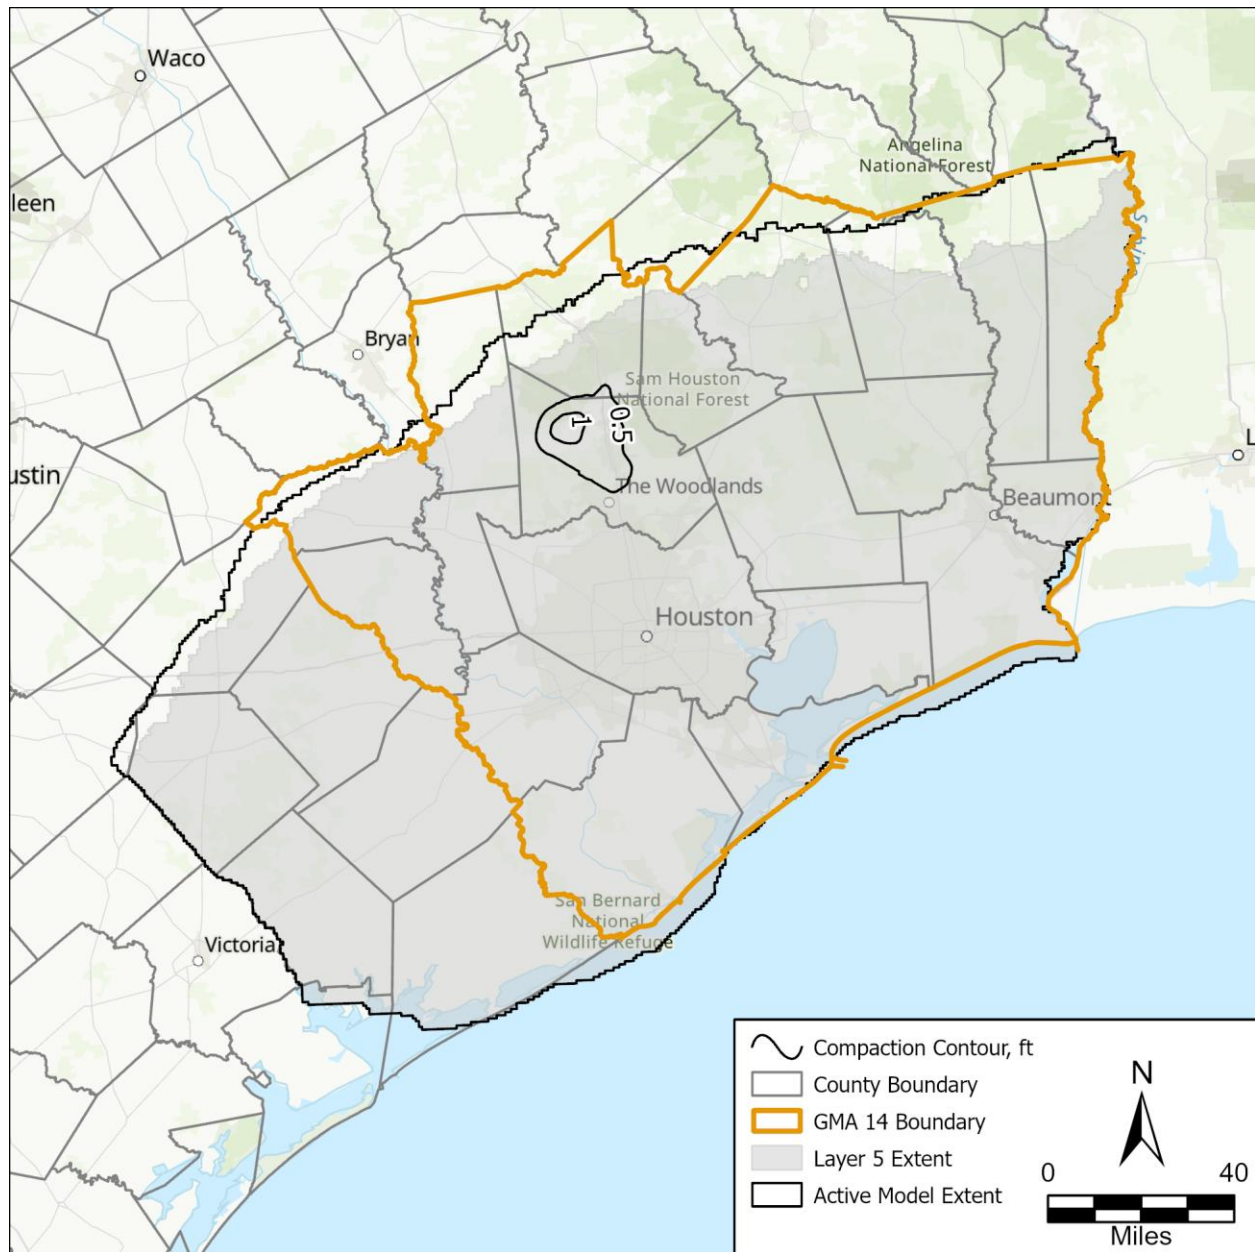 Waco
Angelina
National Forest
leen
Sabine
Bryan
Sam Houston
National Forest
1
0.5
L
ustin
The Woodlands
Beaumont
Houston
San Bernard
National
Wildlife Refuge
Victoria
Compaction Contour, ft
County Boundary
GMA 14 Boundary
Layer 5 Extent
Active Model Extent
N
0 40
Miles